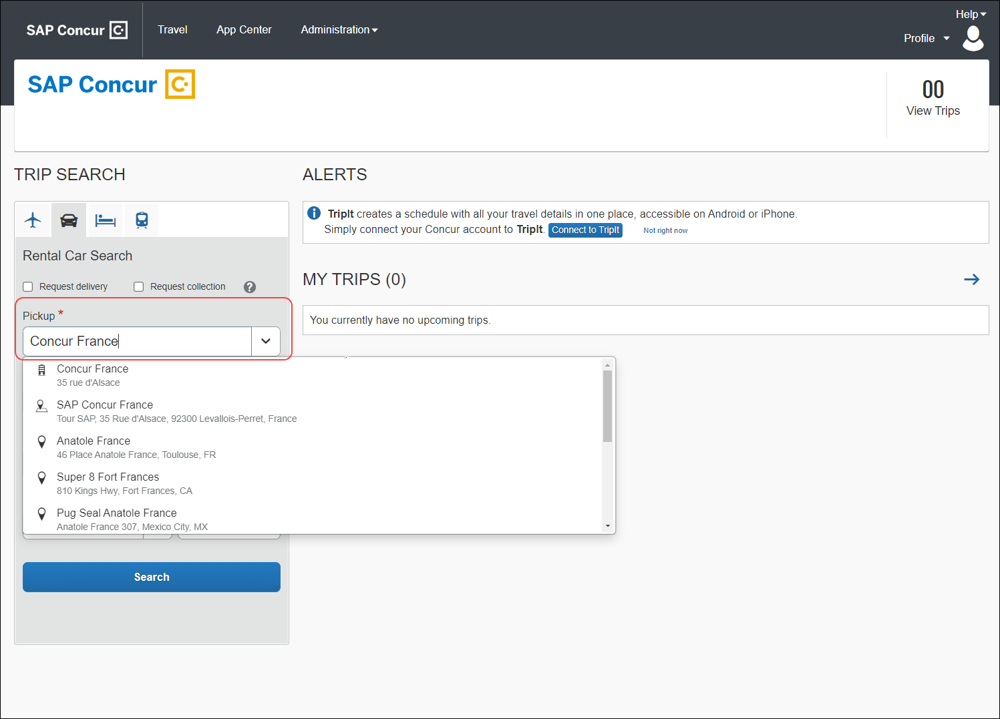 SAP Concur
Travel
App Center
Administration
Help
Profile
SAP Concur
00
View Trips
TRIP SEARCH
Rental Car Search
Request delivery
Request collection
?
Pickup *
Concur France
Concur France
35 rue d'Alsace
SAP Concur France
Tour SAP, 35 Rue d'Alsace, 92300 Levallois-Perret, France
Anatole France
46 Place Anatole France, Toulouse, FR
Super 8 Fort Frances
810 Kings Hwy, Fort Frances, CA
Pug Seal Anatole France
Anatole France 307, Mexico City, MX
Search
ALERTS
TripIt creates a schedule with all your travel details in one place, accessible on Android or iPhone.
Simply connect your Concur account to TripIt. Connect to TripIt Not right now
MY TRIPS (0)
You currently have no upcoming trips.